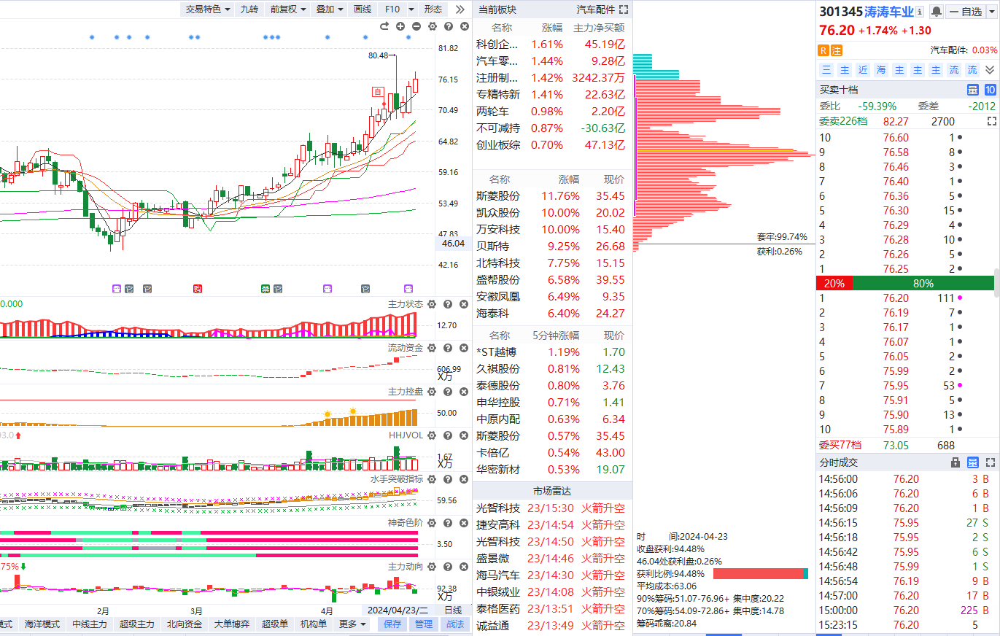 交易特色 九转 前复权 叠加 画线 F10 形态
81.82
80.48
76.15
自
70.49
64.82
59.16
53.49
47.83
46.04
42.16
0.000
主力状态
12.70
流动资金
606.99
X万
主力控盘
50.00
93.0
HHJVOL
1.67
X万
水手突破指标
59.56
神奇色阶
3.50
.75%
主力动向
92.38
X万
2月 3月 4月 2024/04/23/二 日线
模式 海洋模式 中线主力 超级主力 北向资金 大单博弈 超级单 机构单 更多 保存 管理 战法
当前板块 汽车配件
名称 涨幅 主力净买额
科创企... 1.61% 45.19亿
汽车零... 1.44% 9.28亿
注册制... 1.42% 3242.37万
专精特新 1.41% 22.63亿
两轮车 0.98% 2.20亿
不可减持 0.87% -30.63亿
创业板综 0.70% 47.13亿
名称 涨幅 现价
斯菱股份 11.76% 35.45
凯众股份 10.00% 20.02
万安科技 10.00% 15.40
贝斯特 9.25% 26.68
北特科技 7.75% 15.15
盛帮股份 6.58% 39.55
安徽凤凰 6.49% 9.35
海泰科 6.40% 24.27
名称 5分钟涨幅 现价
*ST越博 1.19% 1.70
久祺股份 0.81% 12.43
泰德股份 0.80% 3.76
申华控股 0.71% 1.41
中原内配 0.63% 6.34
斯菱股份 0.57% 35.45
卡倍亿 0.54% 43.00
华密新材 0.53% 19.07
市场雷达
光智科技 23/15:30 火箭升空
捷安高科 23/14:54 火箭升空
光智科技 23/14:50 火箭升空
盛景微 23/14:46 火箭升空
海马汽车 23/14:30 火箭升空
中银绒业 23/14:08 火箭升空
泰格医药 23/13:51 火箭升空
诚益通 23/13:49 火箭升空
套牢:99.74%
获利:0.26%
时 间:2024-04-23
收盘获利:94.48%
46.04处获利盘:0.26%
获利比例:94.48%
平均成本:63.06
90%筹码:51.07-76.96+ 集中度:20.22
70%筹码:54.09-72.86+ 集中度:14.78
筹码乖离:20.84
301345 涛涛车业 自选
76.20 +1.74% +1.30
R 注 汽车配件: 0.03%
三 主 近 海 主 主 主 流 流
买卖十档 量 10
委比 -59.39% 委差 -2012
委卖226档 82.27 2700
10 76.60 1
9 76.58 8
8 76.46 3
7 76.40 1
6 76.36 5
5 76.30 15
4 76.29 4
3 76.28 10
2 76.26 5
1 76.25 2
20% 80%
1 76.20 111
2 76.19 7
3 76.17 1
4 76.07 1
5 76.05 2
6 75.99 2
7 75.95 53
8 75.91 5
9 75.90 13
10 75.89 1
委买77档 73.05 688
分时成交 量
14:56:00 76.20 3 B
14:56:06 76.20 6 B
14:56:09 76.20 1 B
14:56:15 75.95 27 S
14:56:18 75.95 2 S
14:56:42 75.95 6 S
14:56:48 75.99 1 S
14:56:54 76.19 9 B
14:57:00 76.20 17 B
15:00:00 76.20 225 B
15:23:15 76.20 5